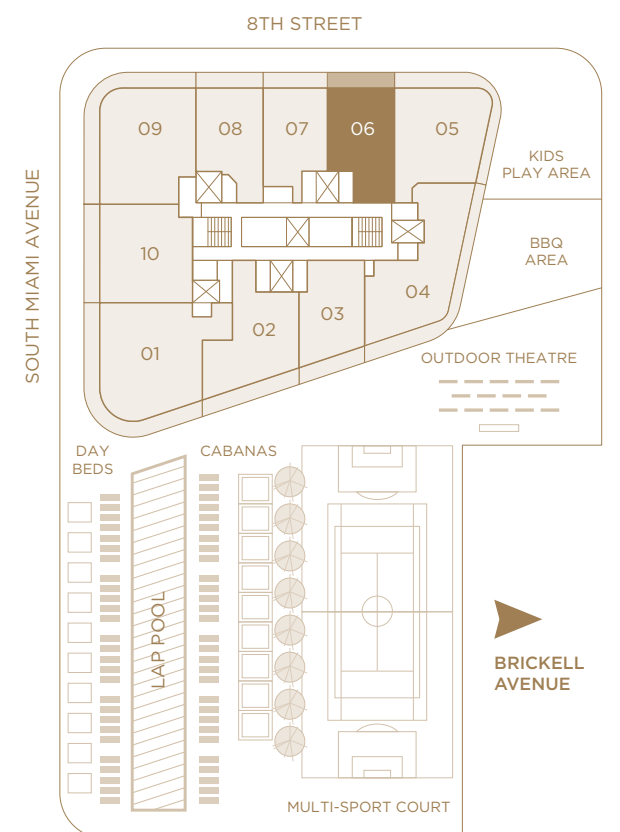 8TH STREET
SOUTH MIAMI AVENUE
09
08
07
06
05
KIDS
PLAY AREA
BBQ
AREA
10
04
03
02
01
OUTDOOR THEATRE
DAY
BEDS
CABANAS
LAP POOL
BRICKELL
AVENUE
MULTI-SPORT COURT